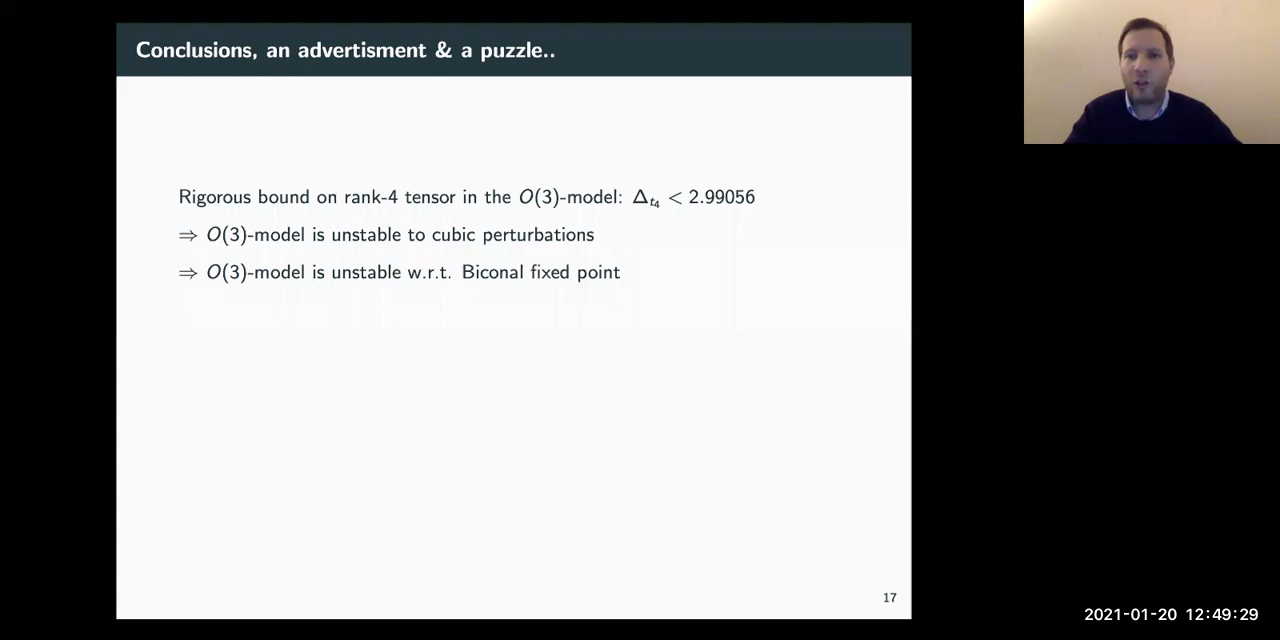 Conclusions, an advertisment & a puzzle..
Rigorous bound on rank-4 tensor in the O(3)-model: Δ_{t_4} < 2.99056
⇒ O(3)-model is unstable to cubic perturbations
⇒ O(3)-model is unstable w.r.t. Biconal fixed point
17
2021-01-20 12:49:29